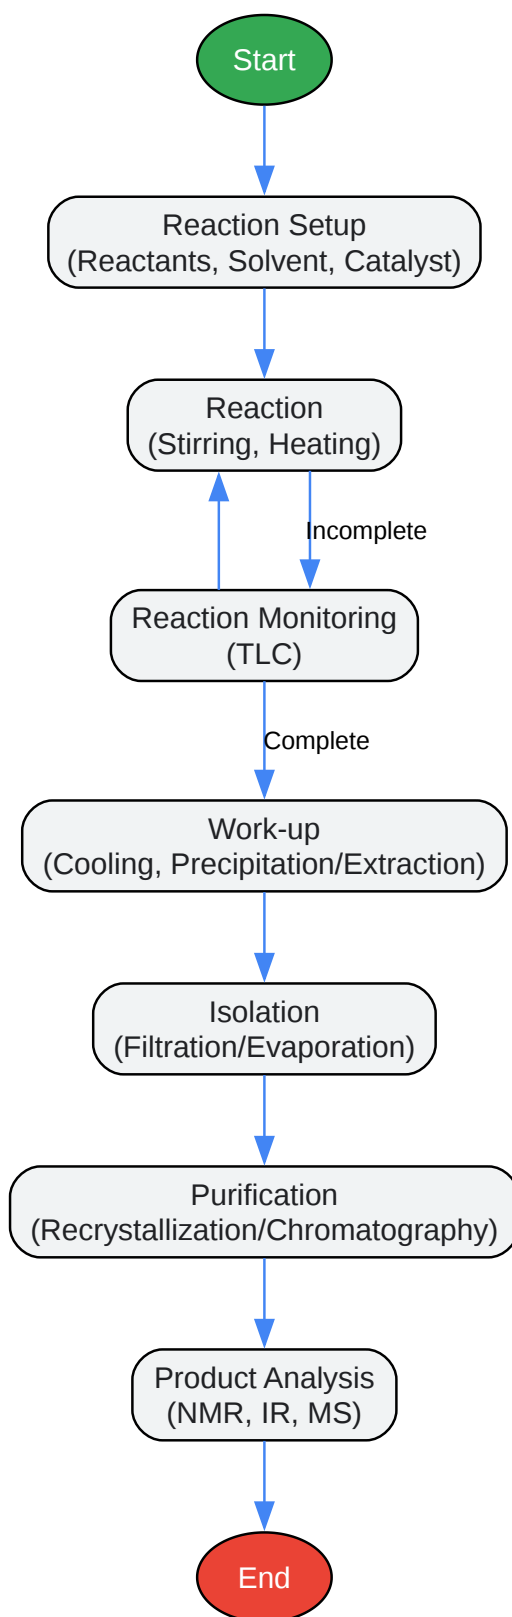 Start
Reaction Setup
(Reactants, Solvent, Catalyst)
Reaction
(Stirring, Heating)
Incomplete
Reaction Monitoring
(TLC)
Complete
Work-up
(Cooling, Precipitation/Extraction)
Isolation
(Filtration/Evaporation)
Purification
(Recrystallization/Chromatography)
Product Analysis
(NMR, IR, MS)
End